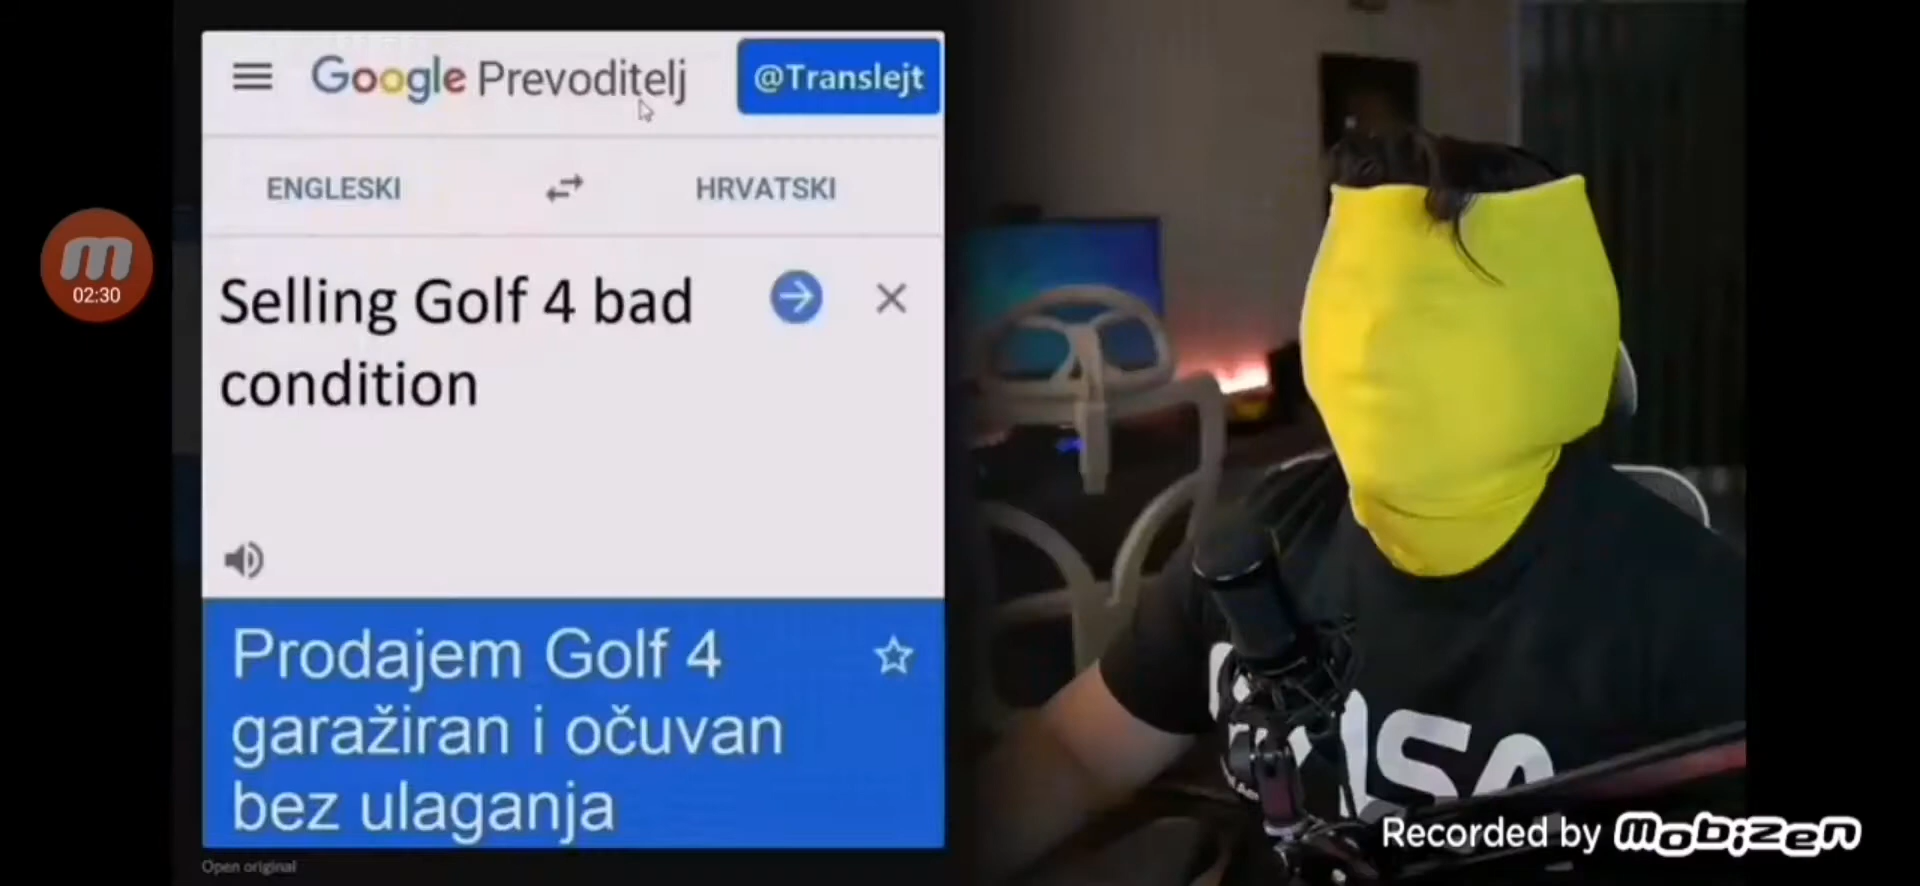 Google Prevoditelj
@Translejt
ENGLESKI
HRVATSKI
Selling Golf 4 bad
condition
Prodajem Golf 4
garažiran i očuvan
bez ulaganja
Open original
02:30
Recorded by mobizen